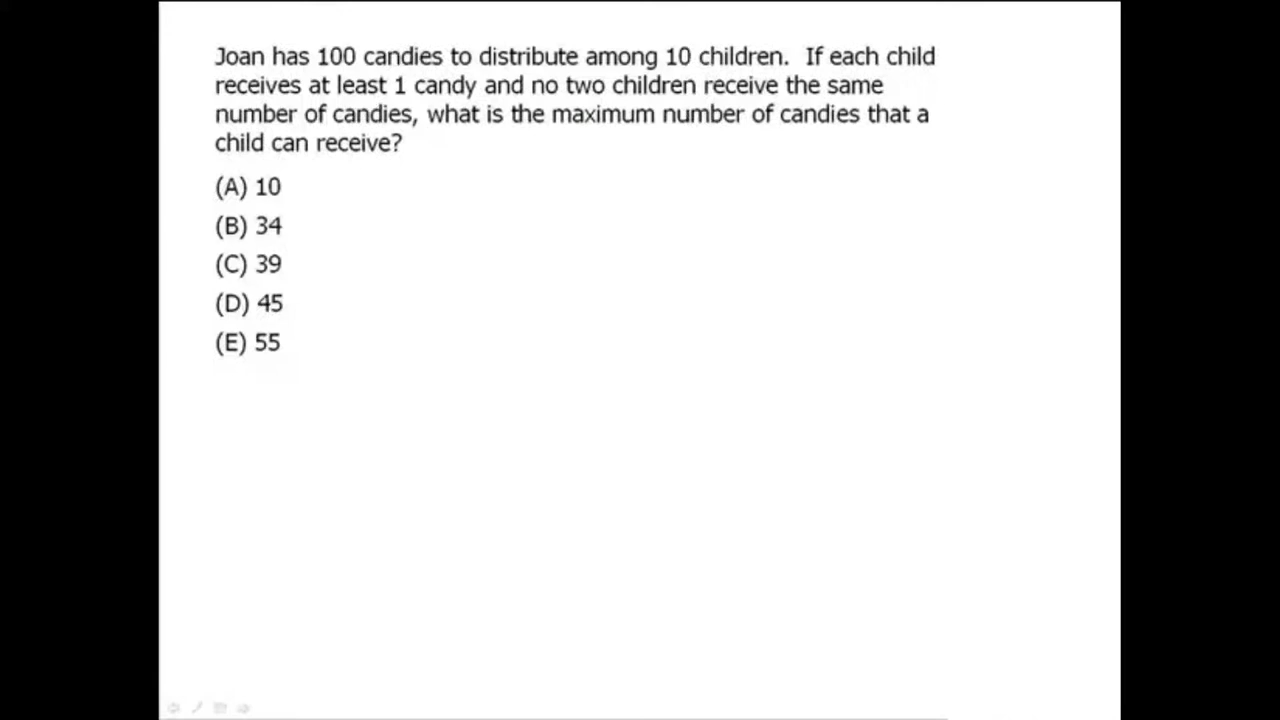 Joan has 100 candies to distribute among 10 children.  If each child
receives at least 1 candy and no two children receive the same
number of candies, what is the maximum number of candies that a
child can receive?
(A) 10
(B) 34
(C) 39
(D) 45
(E) 55